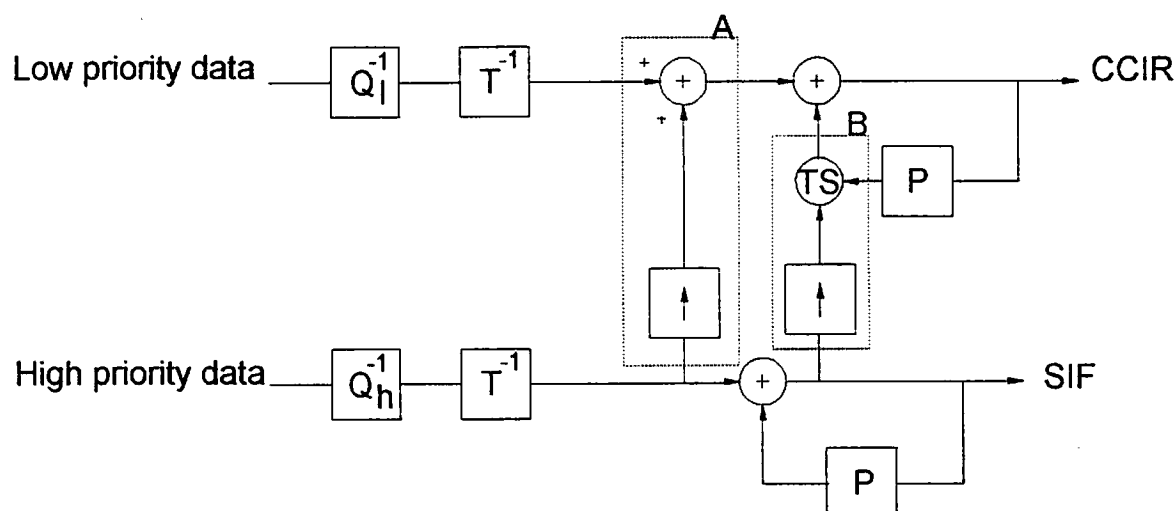 A
Low priority data
Q_l^-1
T^-1
+
+
+
+
CCIR
B
TS
P
High priority data
Q_h^-1
T^-1
+
SIF
P